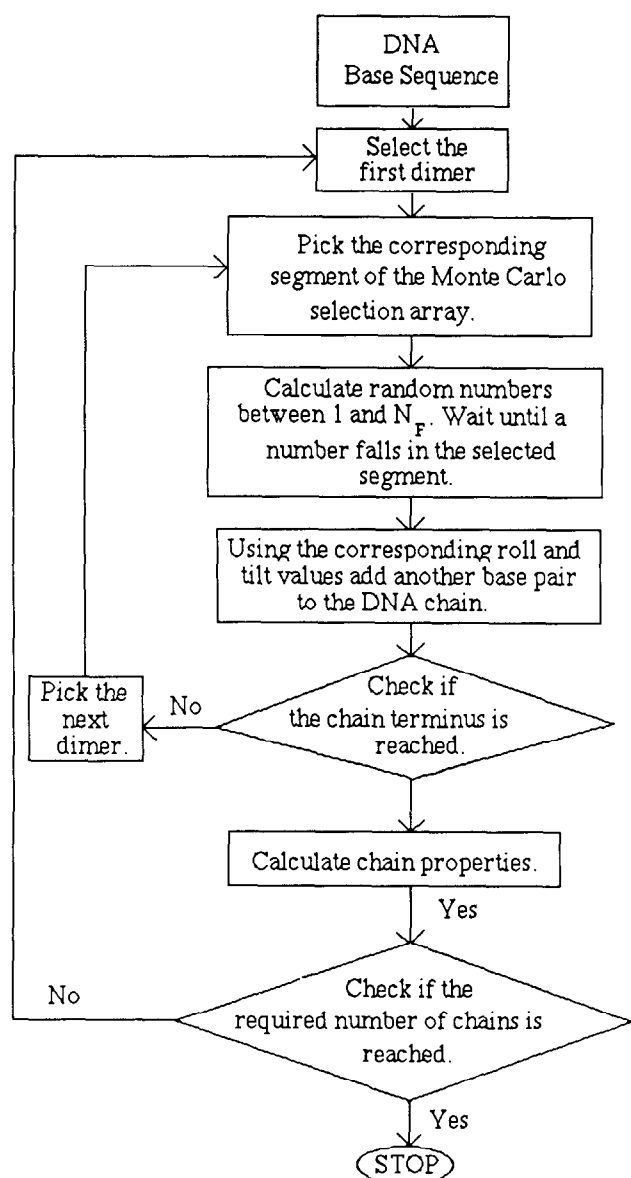 DNA
Base Sequence
Select the
first dimer
Pick the corresponding
segment of the Monte Carlo
selection array.
Calculate random numbers
between 1 and N_F. Wait until a
number falls in the selected
segment.
Using the corresponding roll and
tilt values add another base pair
to the DNA chain.
Check if
the chain terminus is
reached.
No
Pick the
next
dimer.
Calculate chain properties.
Yes
Check if the
required number of chains is
reached.
No
Yes
STOP